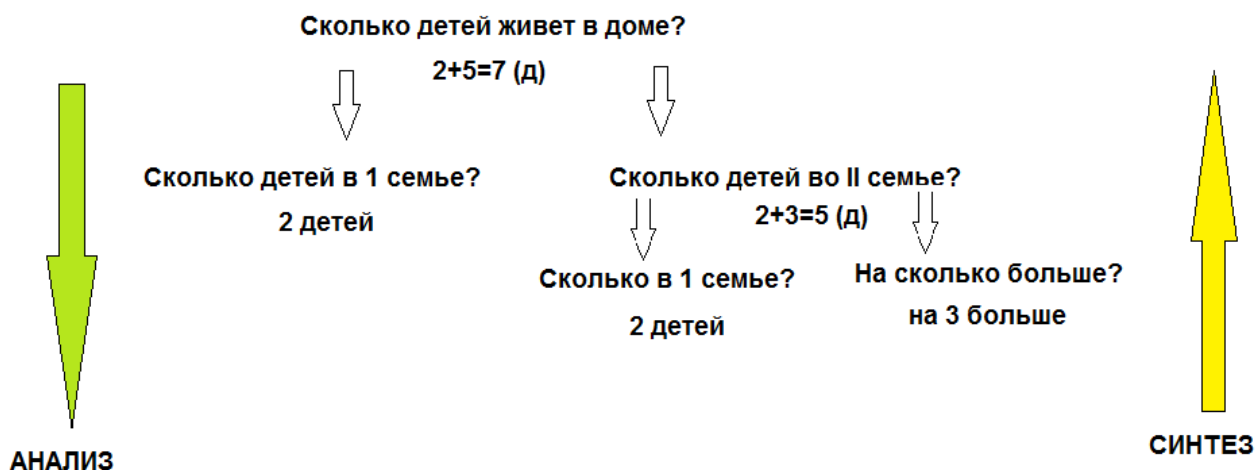 Сколько детей живет в доме?
2+5=7 (д)
Сколько детей в 1 семье?
2 детей
Сколько детей во II семье?
2+3=5 (д)
Сколько в 1 семье?
2 детей
На сколько больше?
на 3 больше
АНАЛИЗ
СИНТЕЗ